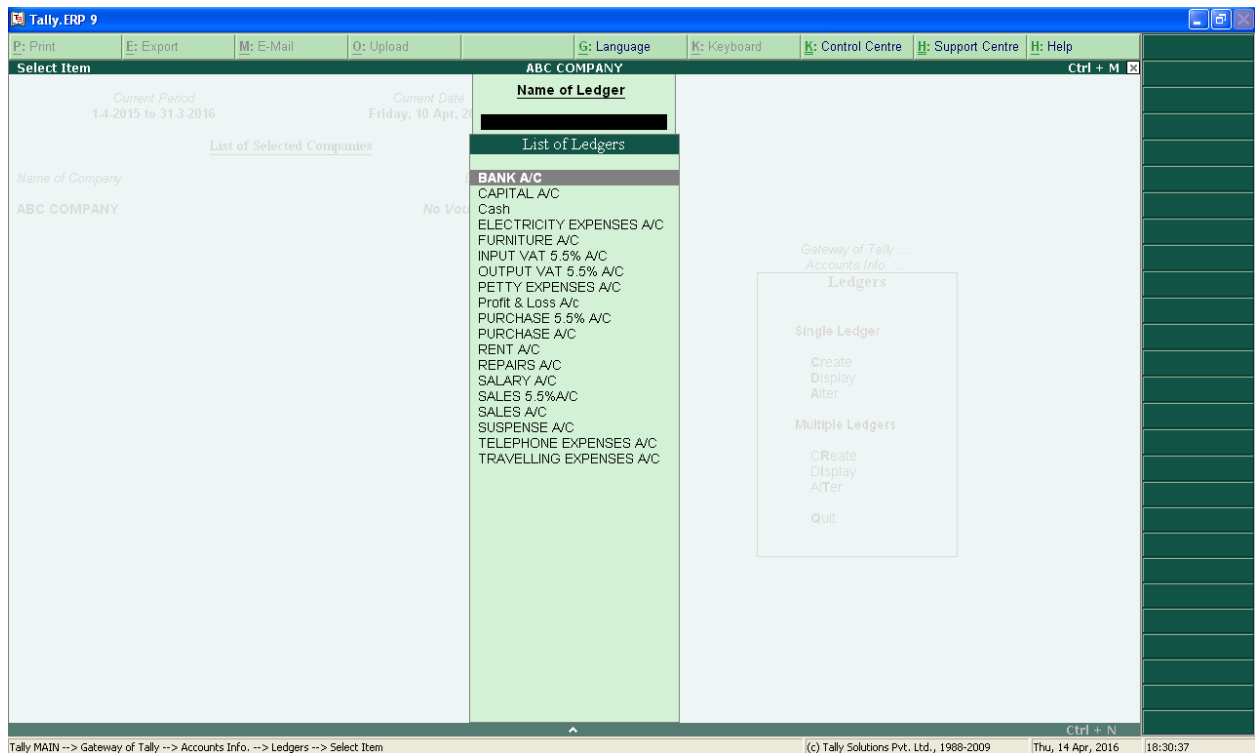 Tally.ERP 9
P: Print E: Export M: E-Mail O: Upload G: Language K: Keyboard K: Control Centre H: Support Centre H: Help
Select Item ABC COMPANY Ctrl + M
Current Period Current Date
1-4-2015 to 31-3-2016 Friday, 10 Apr,
List of Selected Companies
Name of Company
ABC COMPANY No
Name of Ledger
List of Ledgers
BANK A/C
CAPITAL A/C
Cash
ELECTRICITY EXPENSES A/C
FURNITURE A/C
INPUT VAT 5.5% A/C
OUTPUT VAT 5.5% A/C
PETTY EXPENSES A/C
Profit & Loss A/c
PURCHASE 5.5% A/C
PURCHASE A/C
RENT A/C
REPAIRS A/C
SALARY A/C
SALES 5.5%A/C
SALES A/C
SUSPENSE A/C
TELEPHONE EXPENSES A/C
TRAVELLING EXPENSES A/C
Gateway of Tally ....
Accounts Info. ...
Ledgers
Single Ledger
Create
Display
Alter
Multiple Ledgers
CReate
DIsplay
AlTer
Quit
Ctrl + N
Tally MAIN --> Gateway of Tally --> Accounts Info. --> Ledgers --> Select Item (c) Tally Solutions Pvt. Ltd., 1988-2009 Thu, 14 Apr, 2016 18:30:37